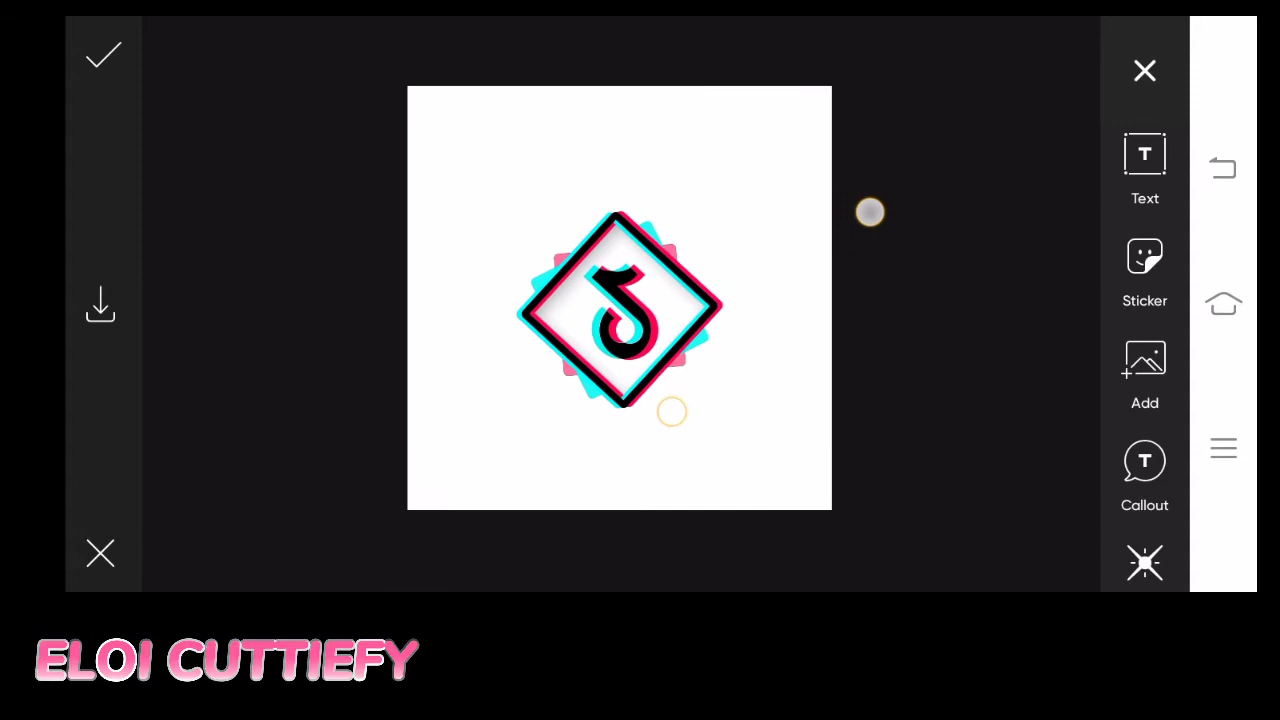 T
Text
Sticker
Add
T
Callout
ELOI CUTTIEFY